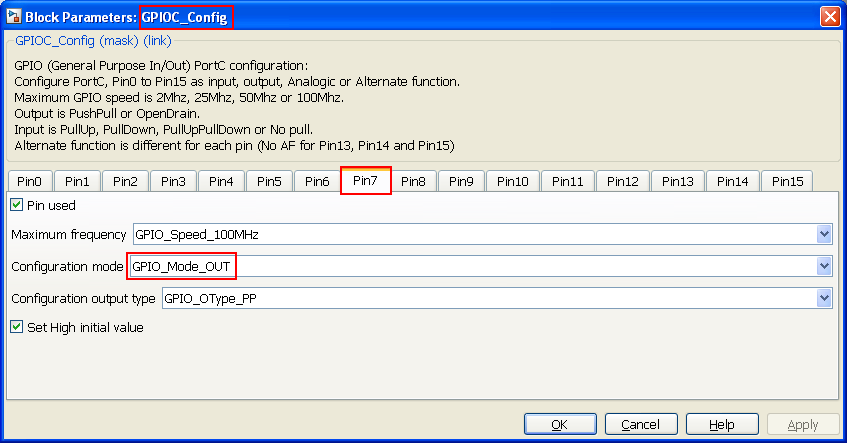 Block Parameters: GPIOC_Config
GPIOC_Config (mask) (link)
GPIO (General Purpose In/Out) PortC configuration:
Configure PortC, Pin0 to Pin15 as input, output, Analogic or Alternate function.
Maximum GPIO speed is 2Mhz, 25Mhz, 50Mhz or 100Mhz.
Output is PushPull or OpenDrain.
Input is PullUp, PullDown, PullUpPullDown or No pull.
Alternate function is different for each pin (No AF for Pin13, Pin14 and Pin15)
Pin0 Pin1 Pin2 Pin3 Pin4 Pin5 Pin6 Pin7 Pin8 Pin9 Pin10 Pin11 Pin12 Pin13 Pin14 Pin15
Pin used
Maximum frequency GPIO_Speed_100MHz
Configuration mode GPIO_Mode_OUT
Configuration output type GPIO_OType_PP
Set High initial value
OK Cancel Help Apply